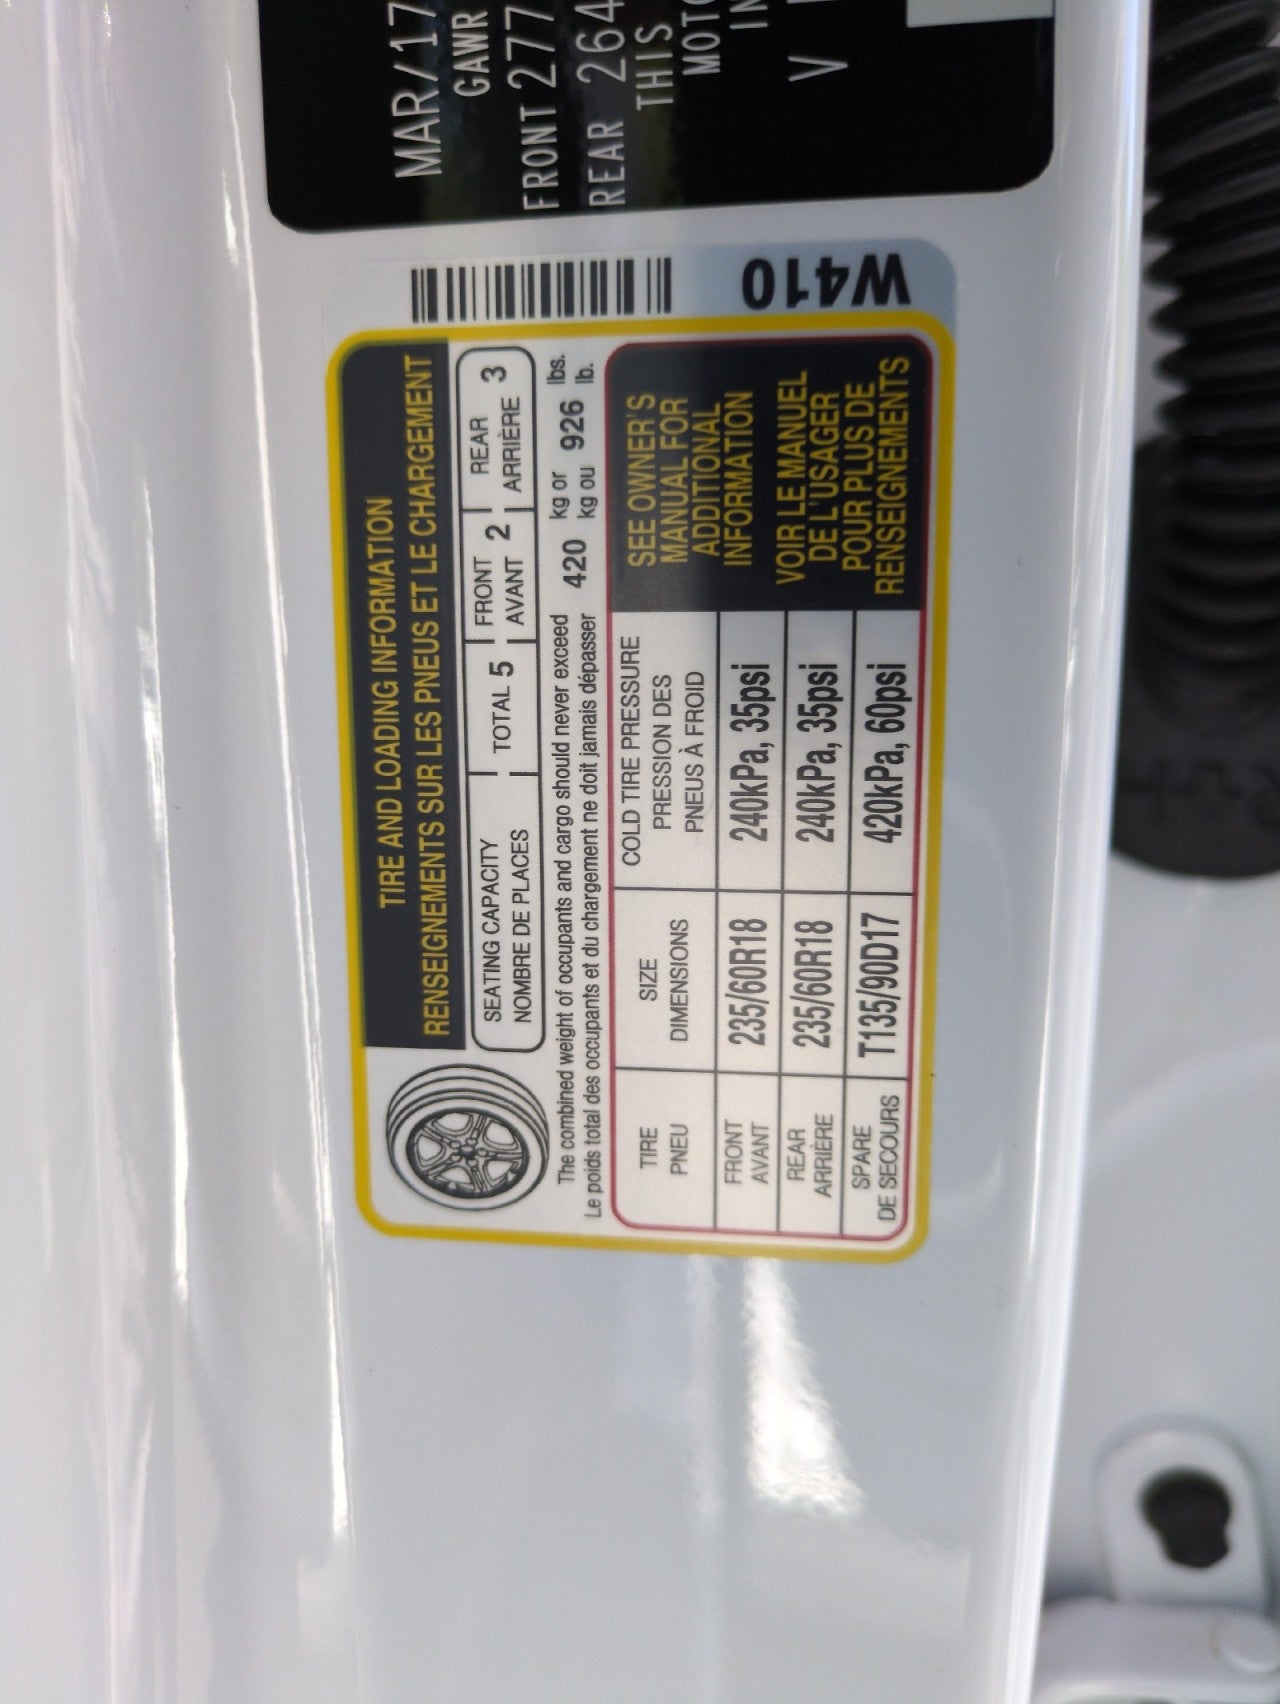 MAR/17
GAWR
FRONT 277
REAR 264
THIS
V
W410
TIRE AND LOADING INFORMATION
RENSEIGNEMENTS SUR LES PNEUS ET LE CHARGEMENT
SEATING CAPACITY TOTAL 5 FRONT 2 REAR 3
NOMBRE DE PLACES AVANT ARRIÈRE
The combined weight of occupants and cargo should never exceed 420 kg or 926 lbs.
Le poids total des occupants et du chargement ne doit jamais dépasser kg ou lb.
TIRE SIZE COLD TIRE PRESSURE
PNEU DIMENSIONS PRESSION DES
PNEUS À FROID
FRONT 235/60R18 240kPa, 35psi
AVANT
REAR 235/60R18 240kPa, 35psi
ARRIÈRE
SPARE T135/90D17 420kPa, 60psi
DE SECOURS
SEE OWNER'S
MANUAL FOR
ADDITIONAL
INFORMATION
VOIR LE MANUEL
DE L'USAGER
POUR PLUS DE
RENSEIGNEMENTS